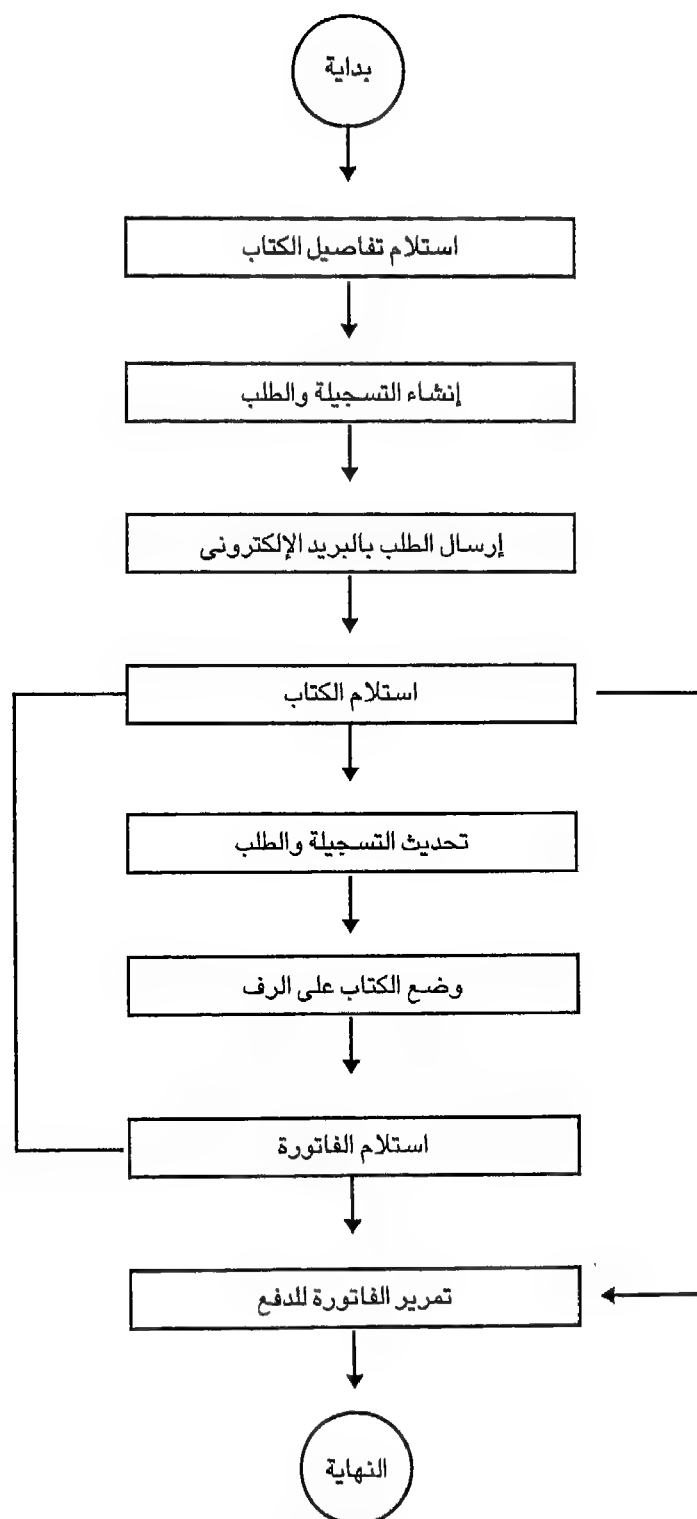 بداية
استلام تفاصيل الكتاب
إنشاء التسجيلة والطلب
إرسال الطلب بالبريد الإلكترونى
استلام الكتاب
تحديث التسجيلة والطلب
وضع الكتاب على الرف
استلام الفاتورة
تمرير الفاتورة للدفع
النهاية